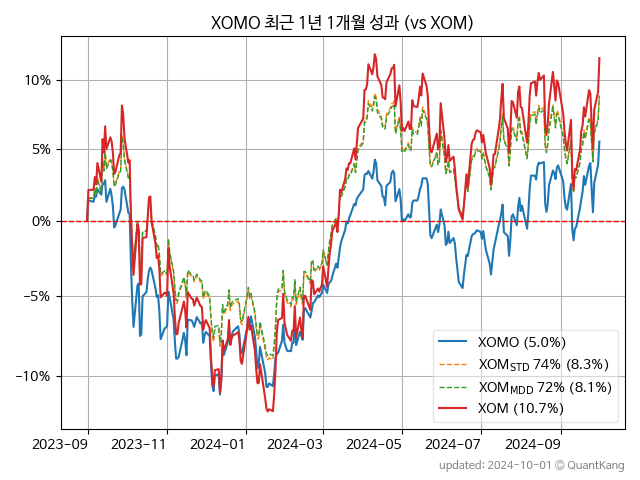 XOMO 최근 1년 1개월 성과 (vs XOM)
10%
5%
0%
−5%
−10%
2023-09 2023-11 2024-01 2024-03 2024-05 2024-07 2024-09
XOMO (5.0%)
XOM_STD 74% (8.3%)
XOM_MDD 72% (8.1%)
XOM (10.7%)
updated: 2024-10-01 © QuantKang